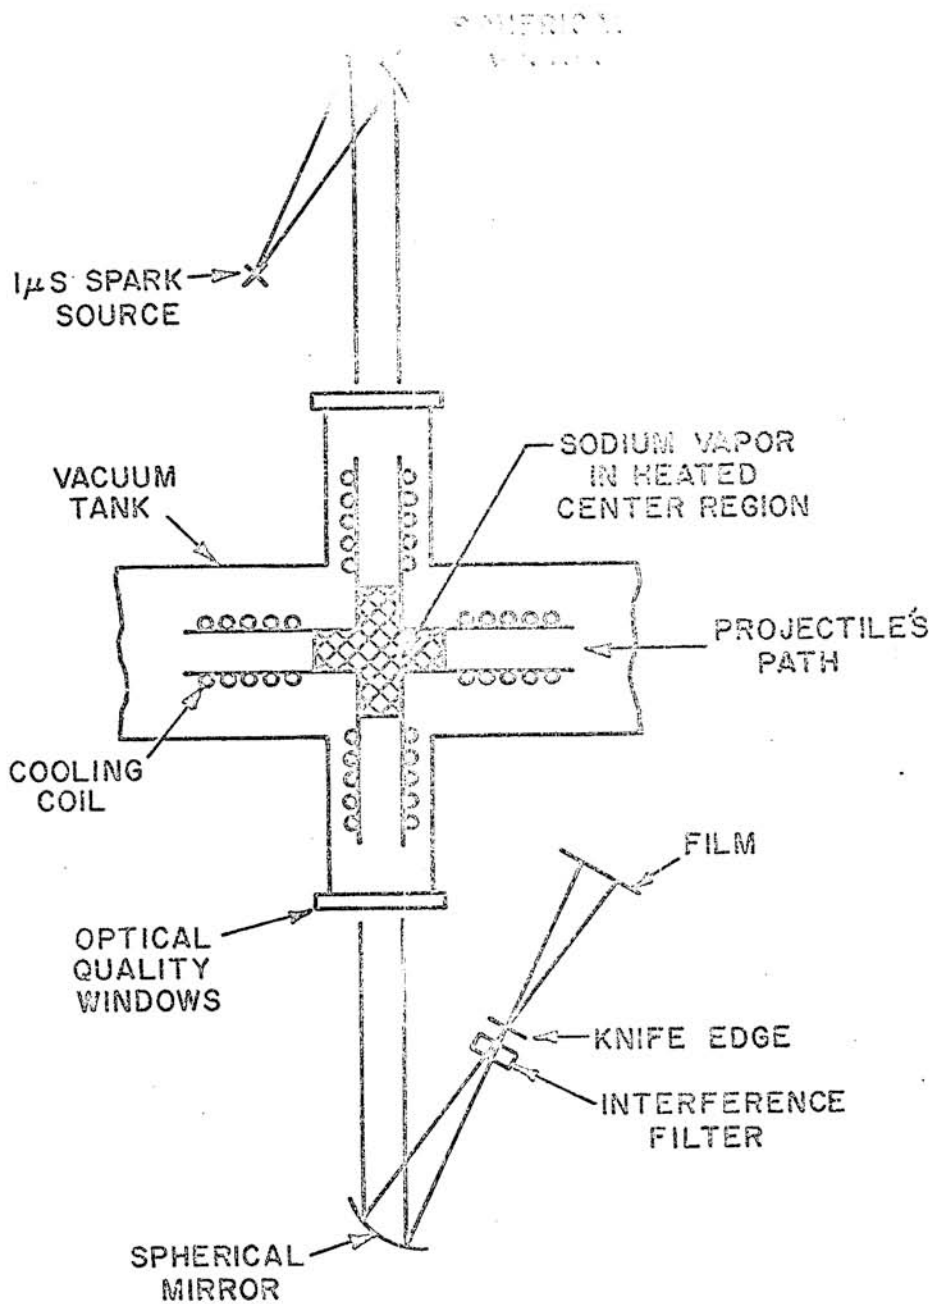 SPHERICAL
1μS SPARK
SOURCE
SODIUM VAPOR
IN HEATED
CENTER REGION
VACUUM
TANK
PROJECTILE'S
PATH
COOLING
COIL
FILM
OPTICAL
QUALITY
WINDOWS
KNIFE EDGE
INTERFERENCE
FILTER
SPHERICAL
MIRROR